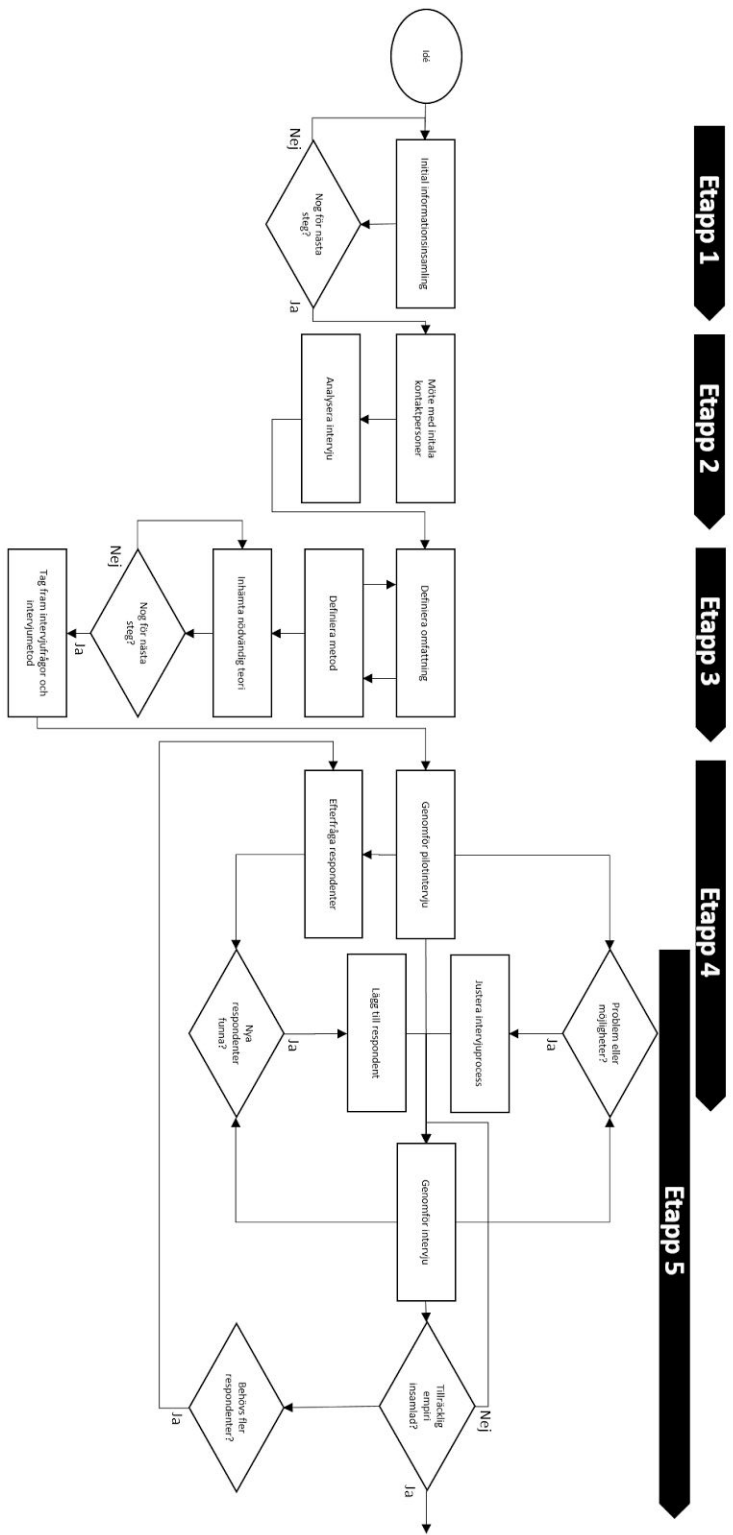 Etapp 1
Etapp 2
Etapp 3
Etapp 4
Etapp 5
Idé
Initial informationsinsamling
Nog för nästa
steg?
Nej
Ja
Möte med initala
kontaktpersoner
Analysera intervju
Definiera omfattning
Definiera metod
Inhämta nödvändig teori
Nog för nästa
steg?
Nej
Ja
Tag fram intervjufrågor och
intervjumetod
Genomför pilotintervju
Efterfråga respondenter
Problem eller
möjligheter?
Ja
Justera intervjuprocess
Lägg till respondent
Ja
Nya
respondenter
funna?
Genomför intervju
Tillräcklig
empiri
insamlad?
Nej
Ja
Behövs fler
respondenter?
Ja